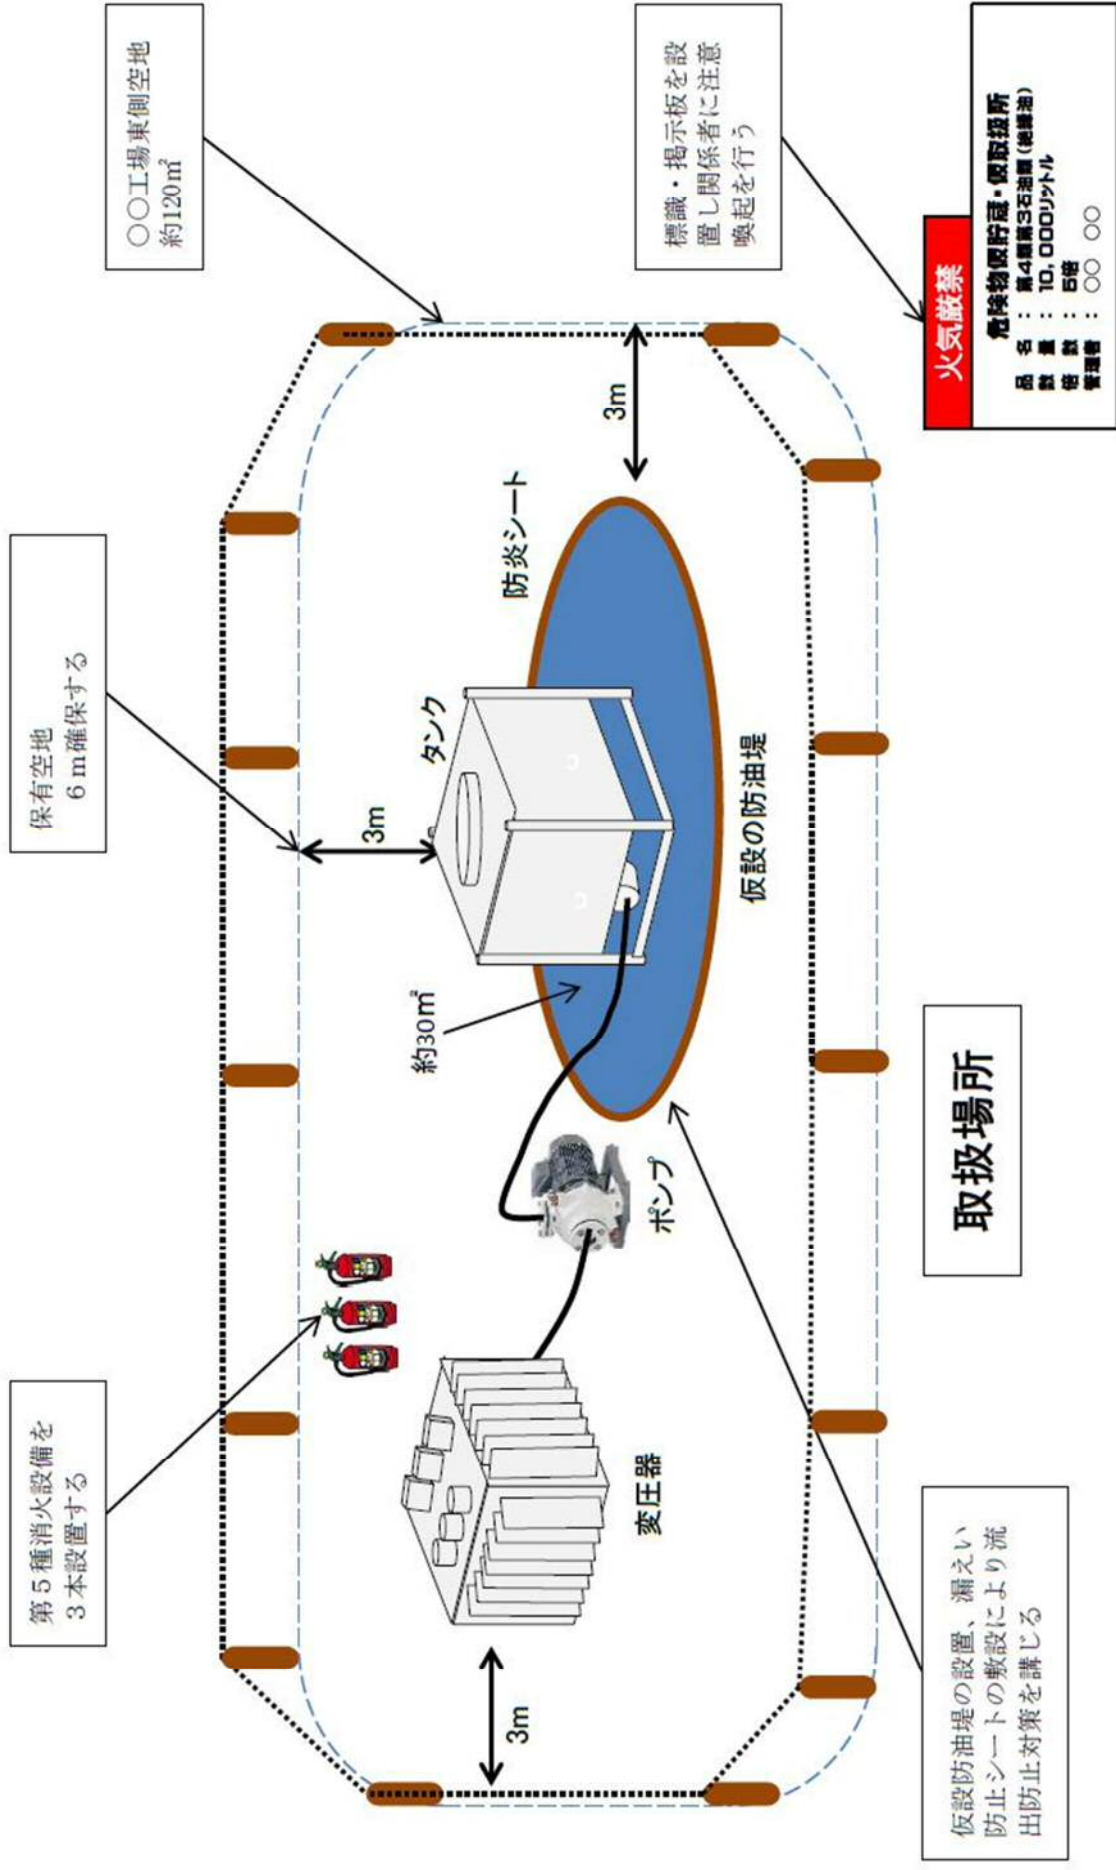 第５種消火設備を
３本設置する
保有空地
６ｍ確保する
○○工場東側空地
約120㎡
3m
タンク
防炎シート
約30㎡
3m
変圧器
ポンプ
仮設の防油堤
3m
標識・掲示板を設
置し関係者に注意
喚起を行う
仮設防油堤の設置、漏えい
防止シートの敷設により流
出防止対策を講じる
取扱場所
火気厳禁
危険物仮貯蔵・仮取扱所
品名：第4類第3石油類（絶縁油）
数量：10,000リットル
倍数：5倍
管理者：○○ ○○